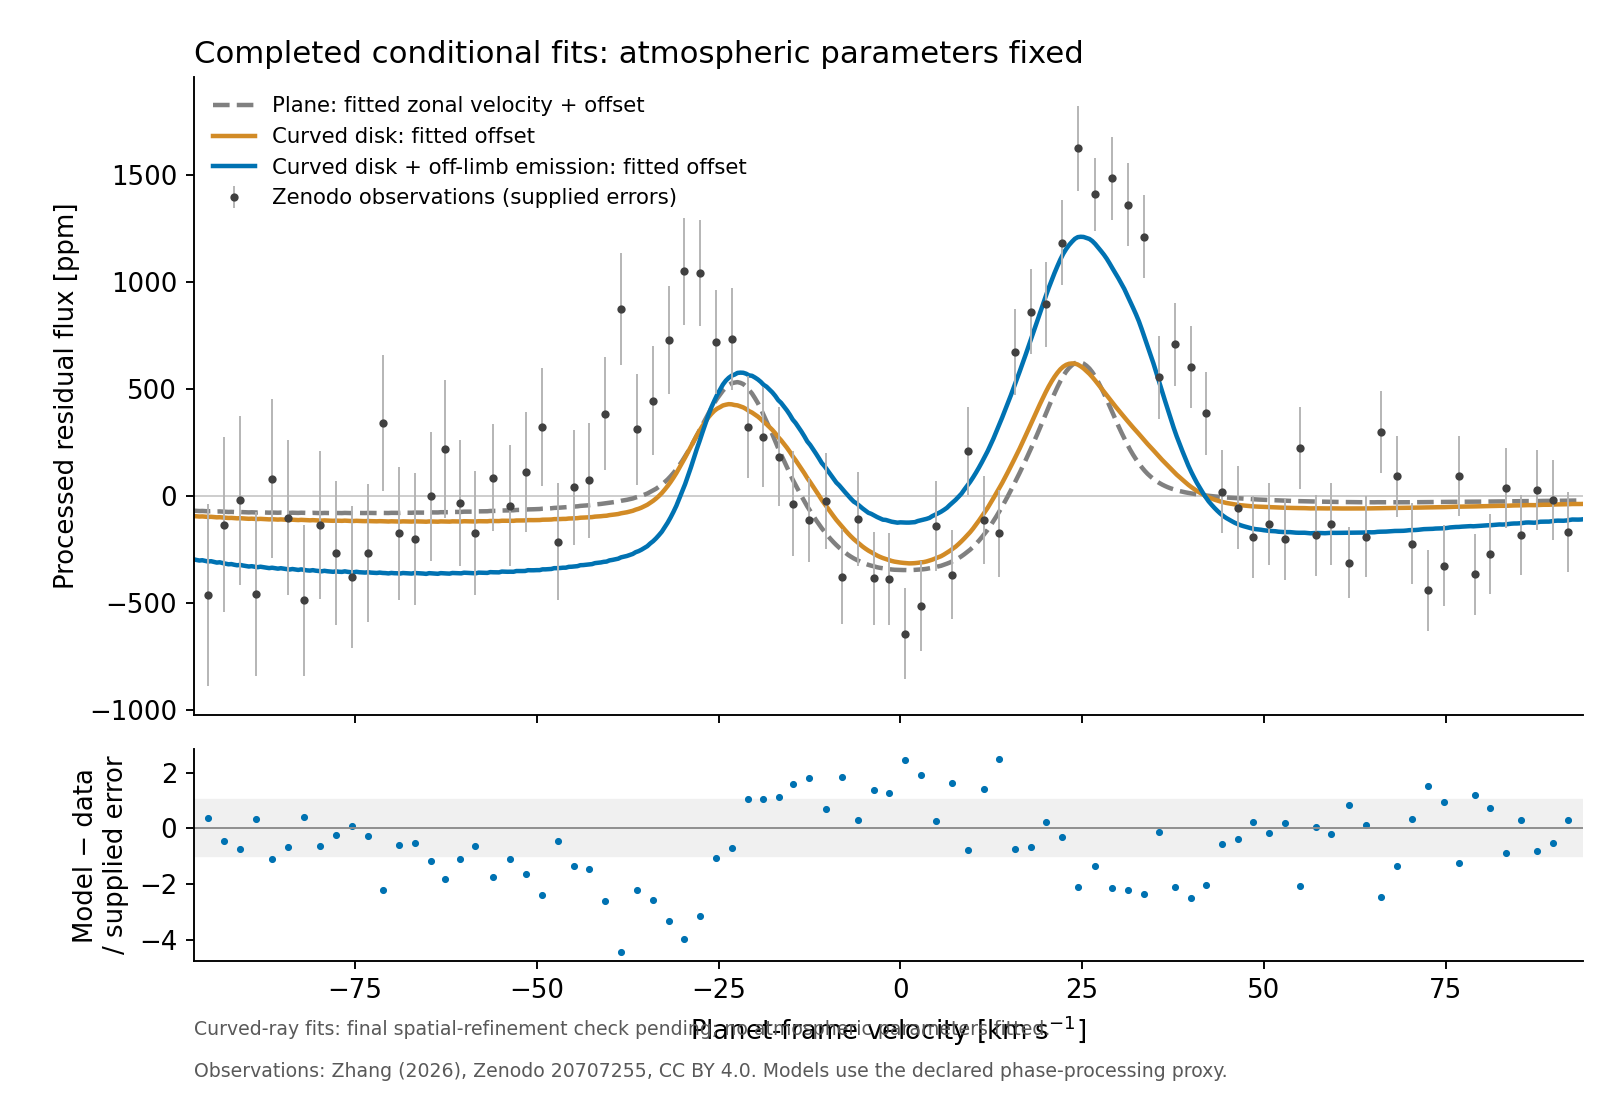 Completed conditional fits: atmospheric parameters fixed
Plane: fitted zonal velocity + offset
Curved disk: fitted offset
Curved disk + off-limb emission: fitted offset
Zenodo observations (supplied errors)
Processed residual flux [ppm]
1500
1000
500
0
−500
−1000
Model − data
/ supplied error
2
0
−2
−4
−75
−50
−25
0
25
50
75
Planet-frame velocity [km s⁻¹]
Curved-ray fits: final spatial-refinement check pending; no atmospheric parameters fitted.
Observations: Zhang (2026), Zenodo 20707255, CC BY 4.0. Models use the declared phase-processing proxy.